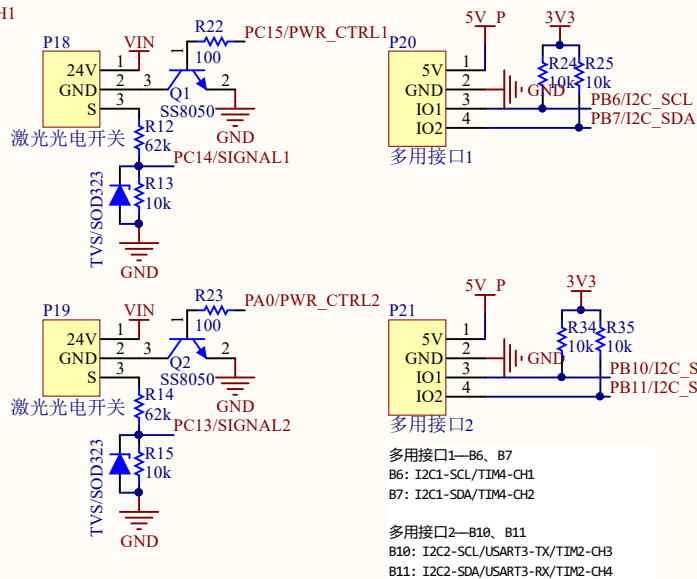 H1
P18
VIN
R22
100
PC15/PWR_CTRL1
24V
GND
S
1
2
3
3
1
2
Q1
SS8050
GND
激光光电开关
R12
62k
PC14/SIGNAL1
R13
10k
TVS/SOD323
GND
P20
5V_P
3V3
5V
GND
IO1
IO2
1
2
3
4
GND
R24
10k
R25
10k
PB6/I2C_SCL
PB7/I2C_SDA
多用接口1
P19
VIN
R23
100
PA0/PWR_CTRL2
24V
GND
S
1
2
3
3
1
2
Q2
SS8050
GND
激光光电开关
R14
62k
PC13/SIGNAL2
R15
10k
TVS/SOD323
GND
P21
5V_P
3V3
5V
GND
IO1
IO2
1
2
3
4
GND
R34
10k
R35
10k
PB10/I2C_S
PB11/I2C_S
多用接口2
多用接口1——B6、B7
B6: I2C1-SCL/TIM4-CH1
B7: I2C1-SDA/TIM4-CH2
多用接口2——B10、B11
B10: I2C2-SCL/USART3-TX/TIM2-CH3
B11: I2C2-SDA/USART3-RX/TIM2-CH4